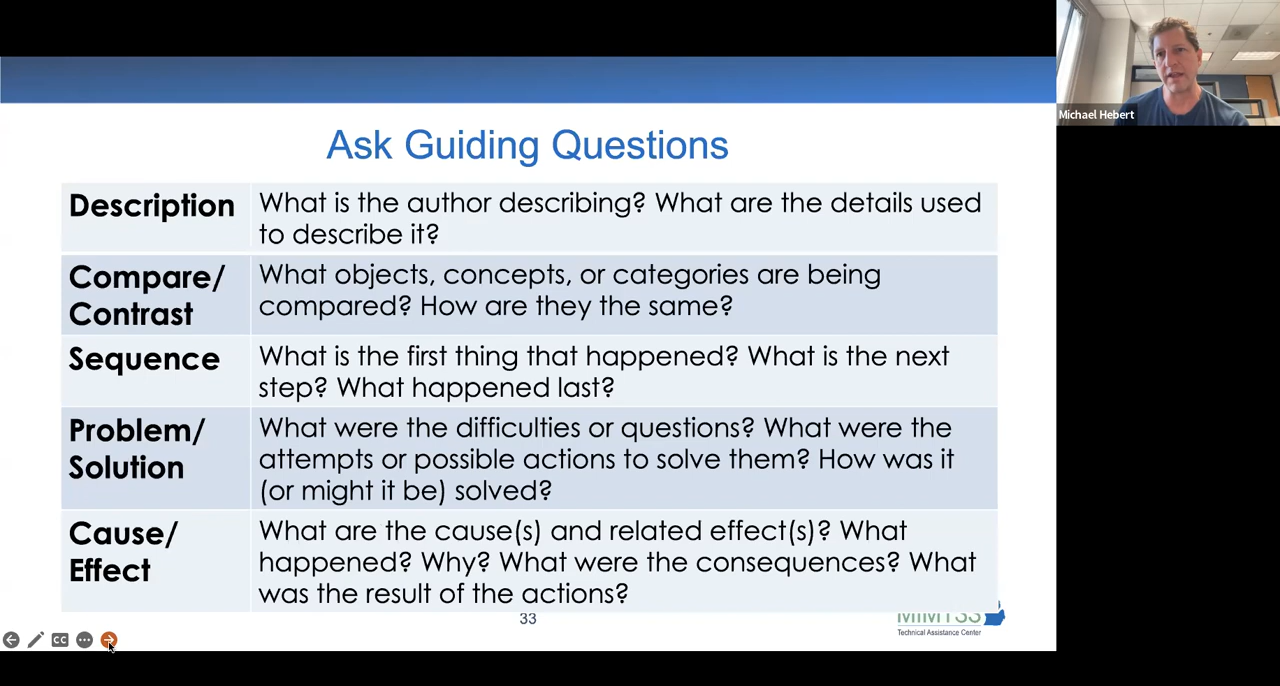 Ask Guiding Questions
Description
What is the author describing? What are the details used
to describe it?
Compare/
Contrast
What objects, concepts, or categories are being
compared? How are they the same?
Sequence
What is the first thing that happened? What is the next
step? What happened last?
Problem/
Solution
What were the difficulties or questions? What were the
attempts or possible actions to solve them? How was it
(or might it be) solved?
Cause/
Effect
What are the cause(s) and related effect(s)? What
happened? Why? What were the consequences? What
was the result of the actions?
33
MiMTSS
Technical Assistance Center
CC
Michael Hebert